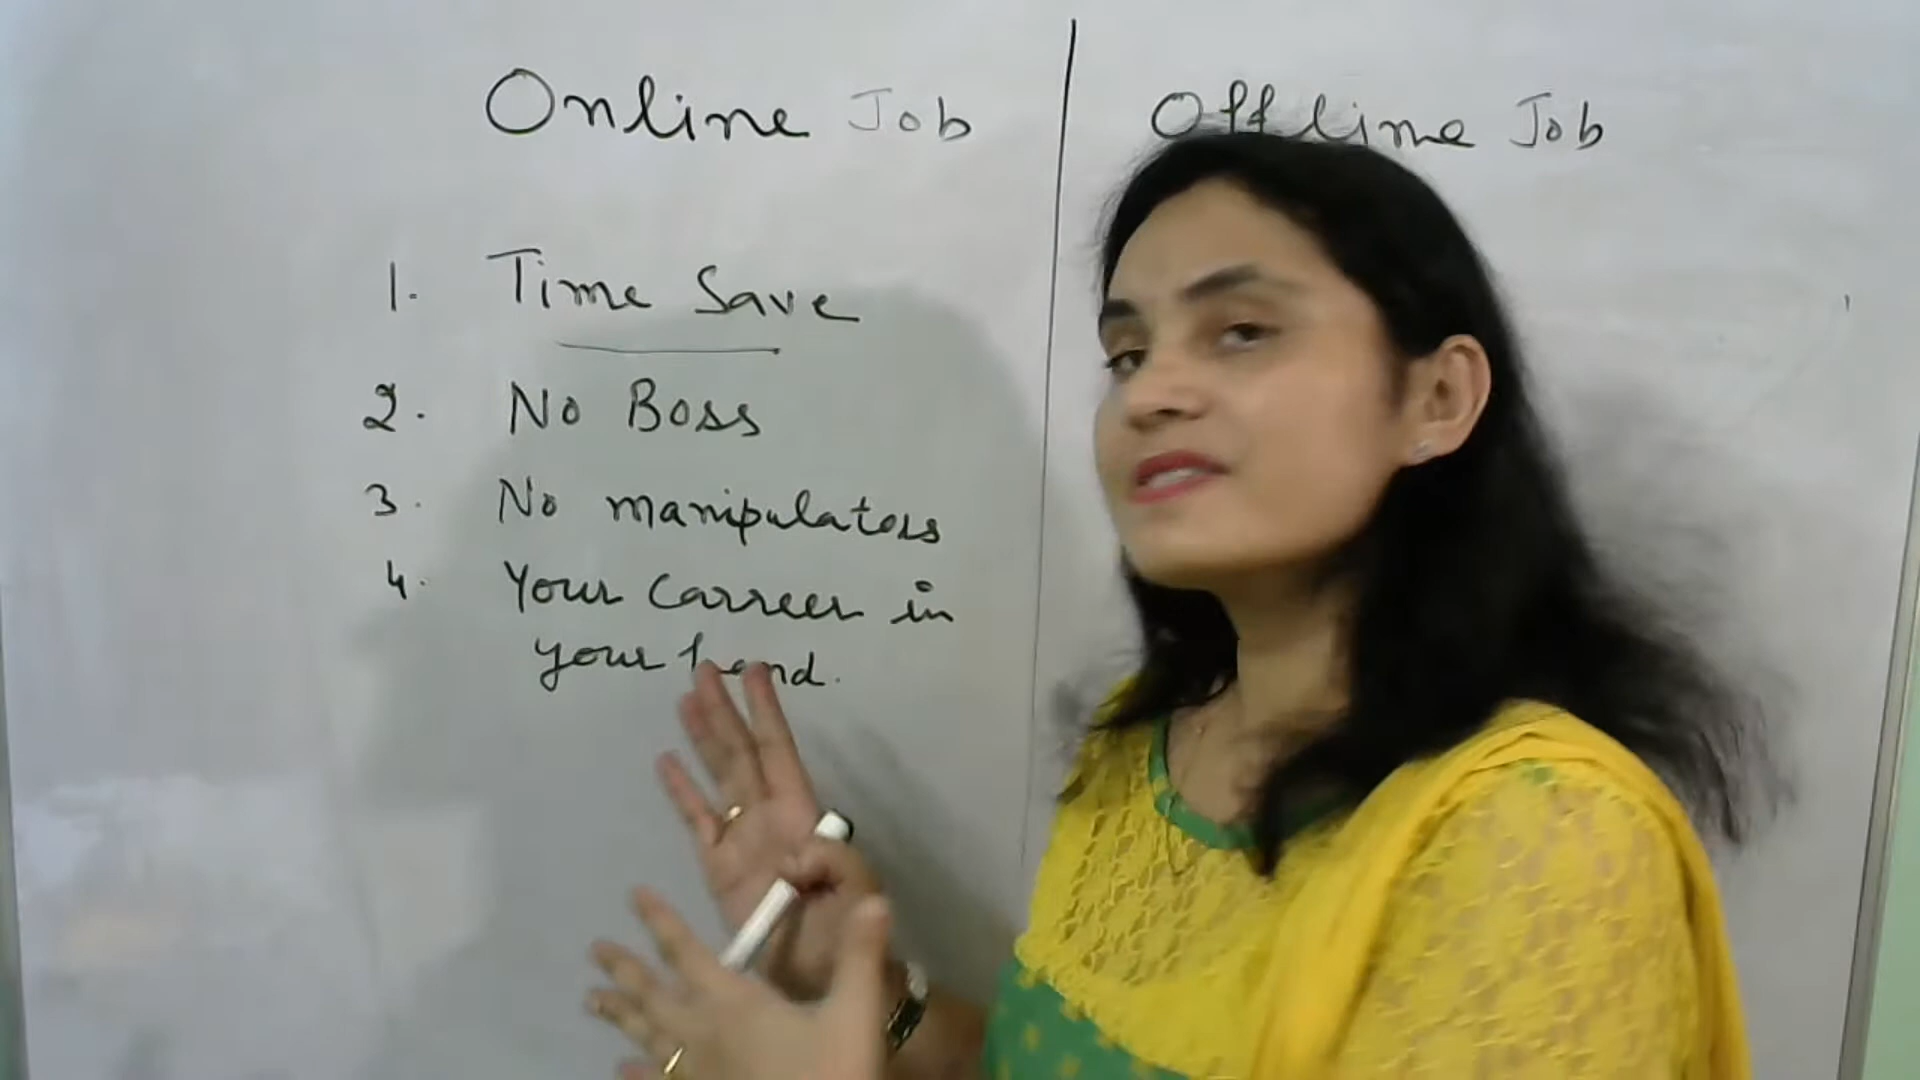 Online Job
Offline Job
1. Time Save
2. No Boss
3. No manipulators
4. Your Carreer in
your hand.